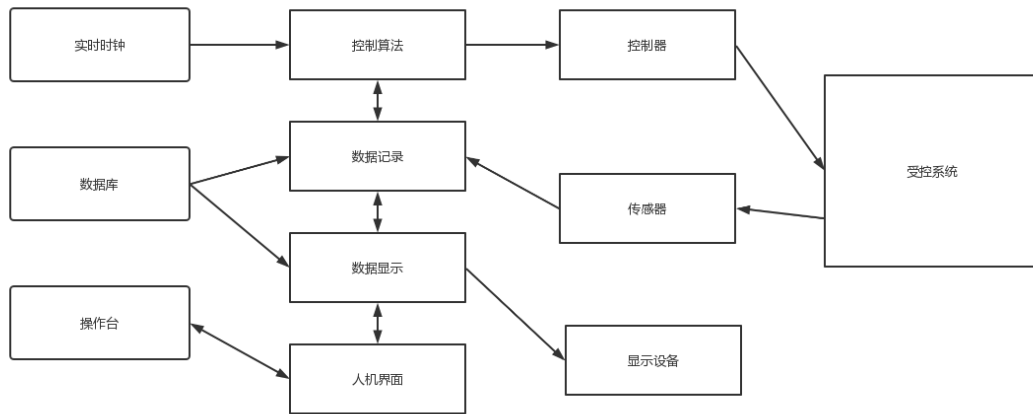 实时时钟
控制算法
控制器
数据库
数据记录
传感器
受控系统
数据显示
操作台
人机界面
显示设备